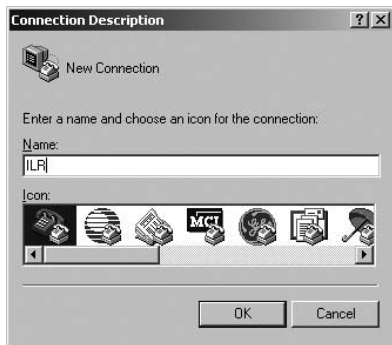 Connection Description
New Connection
Enter a name and choose an icon for the connection:
Name:
ILR
Icon:
MCI
OK Cancel